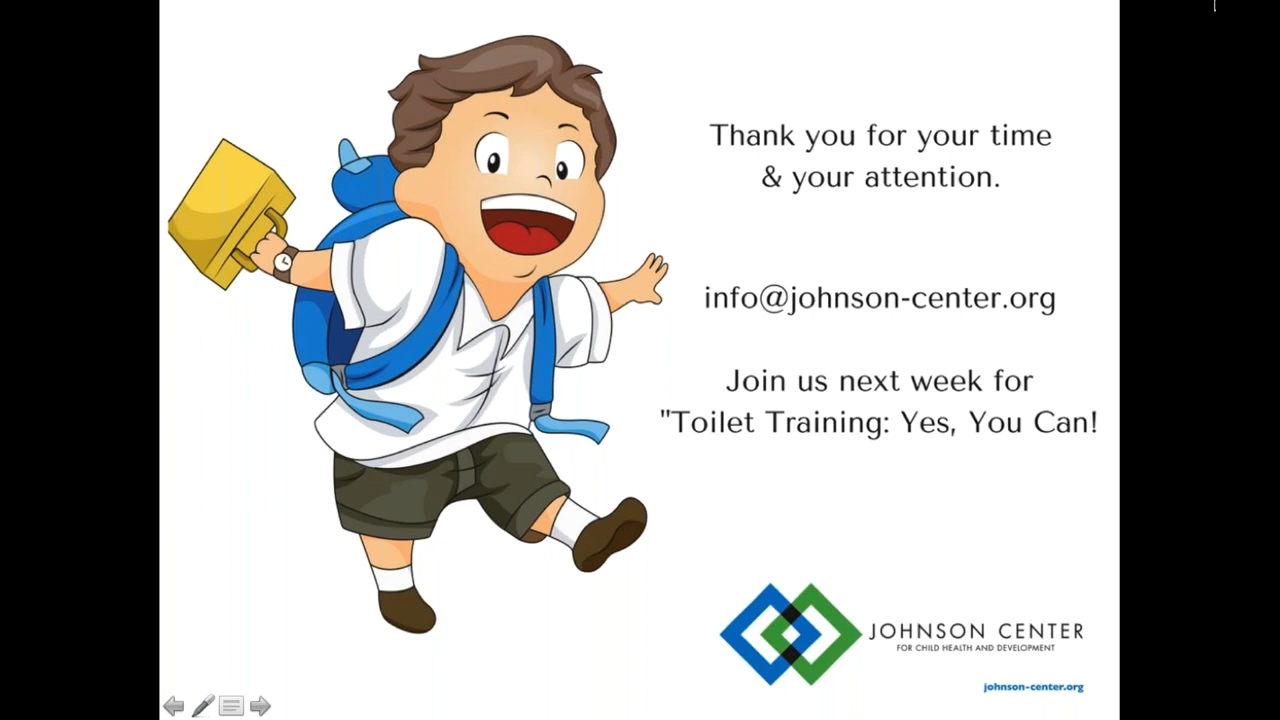 Thank you for your time
& your attention.
info@johnson-center.org
Join us next week for
"Toilet Training: Yes, You Can!
JOHNSON CENTER
FOR CHILD HEALTH AND DEVELOPMENT
johnson-center.org